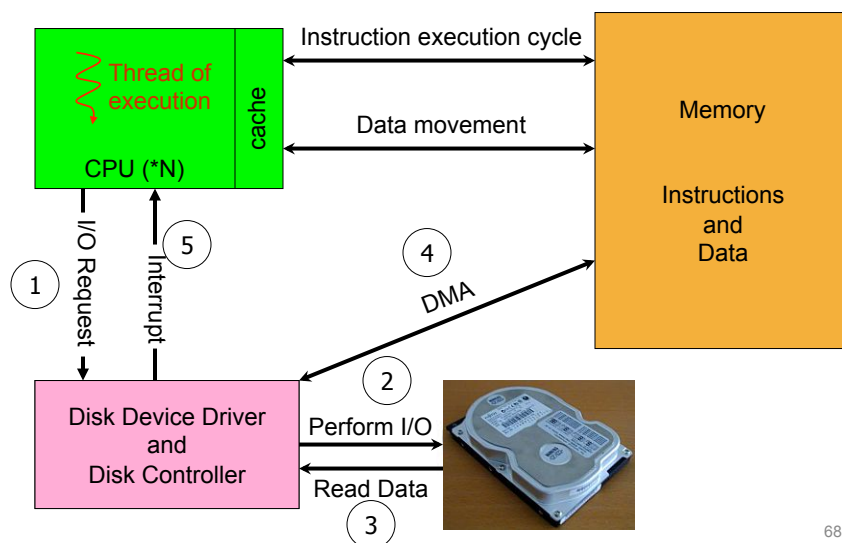 Instruction execution cycle
Thread of
execution
cache
Memory
Data movement
CPU (*N)
Instructions
and
Data
1
I/O Request
5
Interrupt
4
DMA
2
Disk Device Driver
and
Disk Controller
Perform I/O
Read Data
3
68